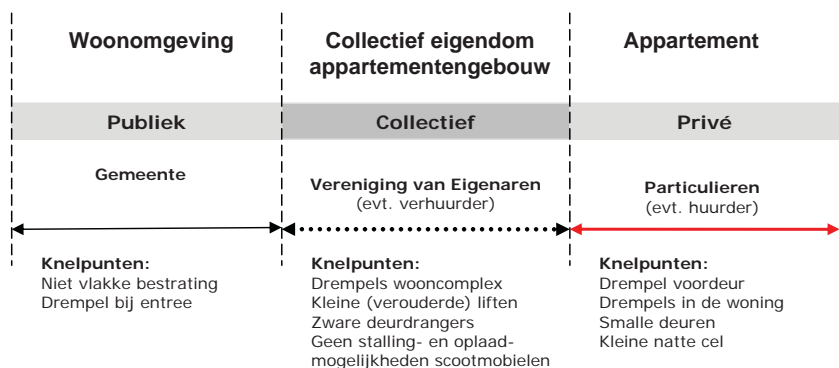 Woonomgeving
Collectief eigendom
appartementengebouw
Appartement
Publiek
Collectief
Privé
Gemeente
Vereniging van Eigenaren
(evt. verhuurder)
Particulieren
(evt. huurder)
Knelpunten:
Niet vlakke bestrating
Drempel bij entree
Knelpunten:
Drempels wooncomplex
Kleine (verouderde) liften
Zware deurdrangers
Geen stalling- en oplaad-
mogelijkheden scootmobielen
Knelpunten:
Drempel voordeur
Drempels in de woning
Smalle deuren
Kleine natte cel